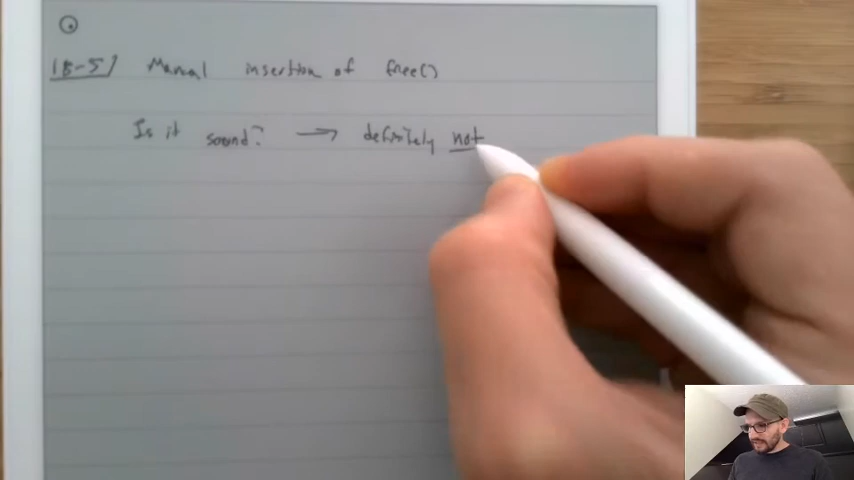 18-5] Manual insertion of free()
Is it sound? → definitely not